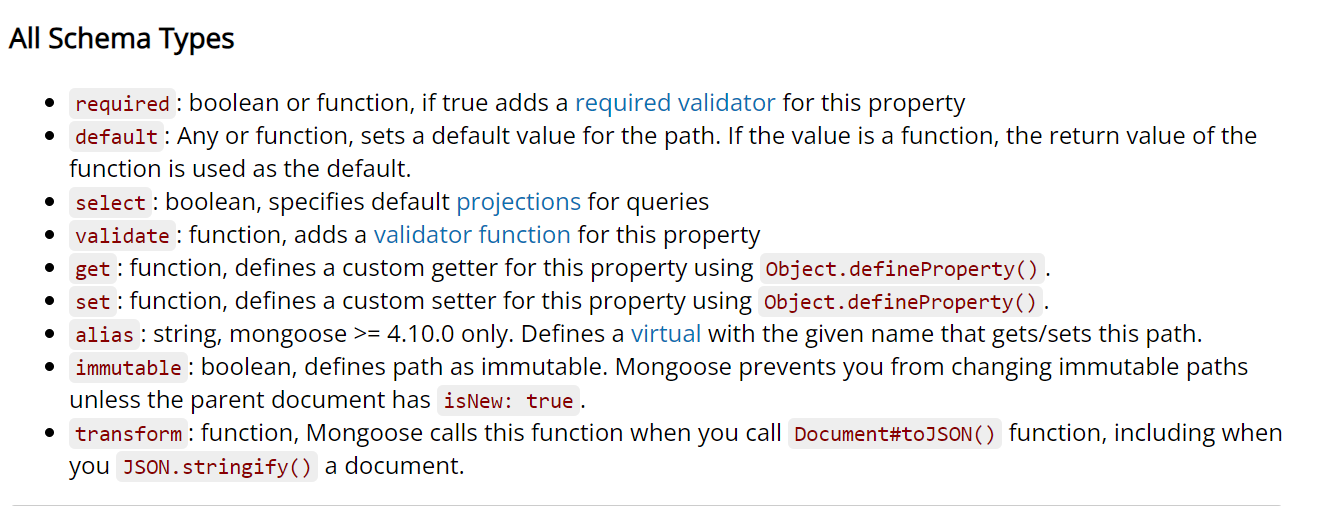 All Schema Types
• required: boolean or function, if true adds a required validator for this property
• default: Any or function, sets a default value for the path. If the value is a function, the return value of the
function is used as the default.
• select: boolean, specifies default projections for queries
• validate: function, adds a validator function for this property
• get: function, defines a custom getter for this property using Object.defineProperty().
• set: function, defines a custom setter for this property using Object.defineProperty().
• alias: string, mongoose >= 4.10.0 only. Defines a virtual with the given name that gets/sets this path.
• immutable: boolean, defines path as immutable. Mongoose prevents you from changing immutable paths
unless the parent document has isNew: true.
• transform: function, Mongoose calls this function when you call Document#toJSON() function, including when
you JSON.stringify() a document.